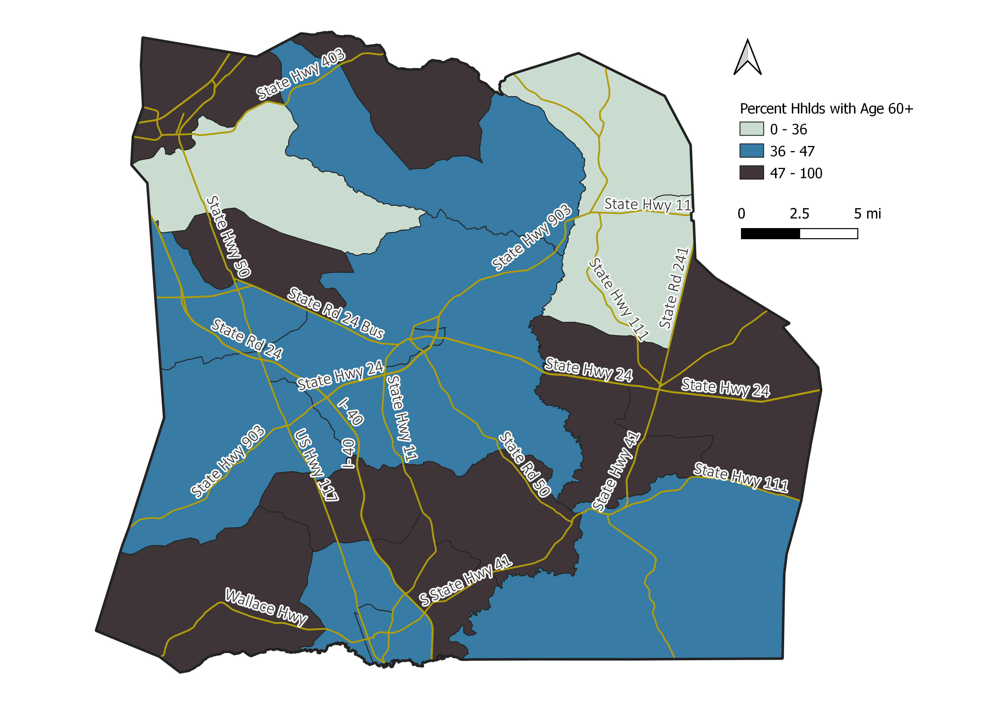 State Hwy 403
Percent Hhlds with Age 60+
0 - 36
36 - 47
47 - 100
0 2.5 5 mi
State Hwy 11
State Hwy 50
State Hwy 903
State Hwy 111
State Rd 241
State Rd 24 Bus
State Rd 24
State Hwy 24
State Hwy 24
State Hwy 24
I- 40
State Hwy 11
State Hwy 903
US Hwy 117
I- 40
State Rd 50
State Hwy 41
State Hwy 111
S State Hwy 41
Wallace Hwy